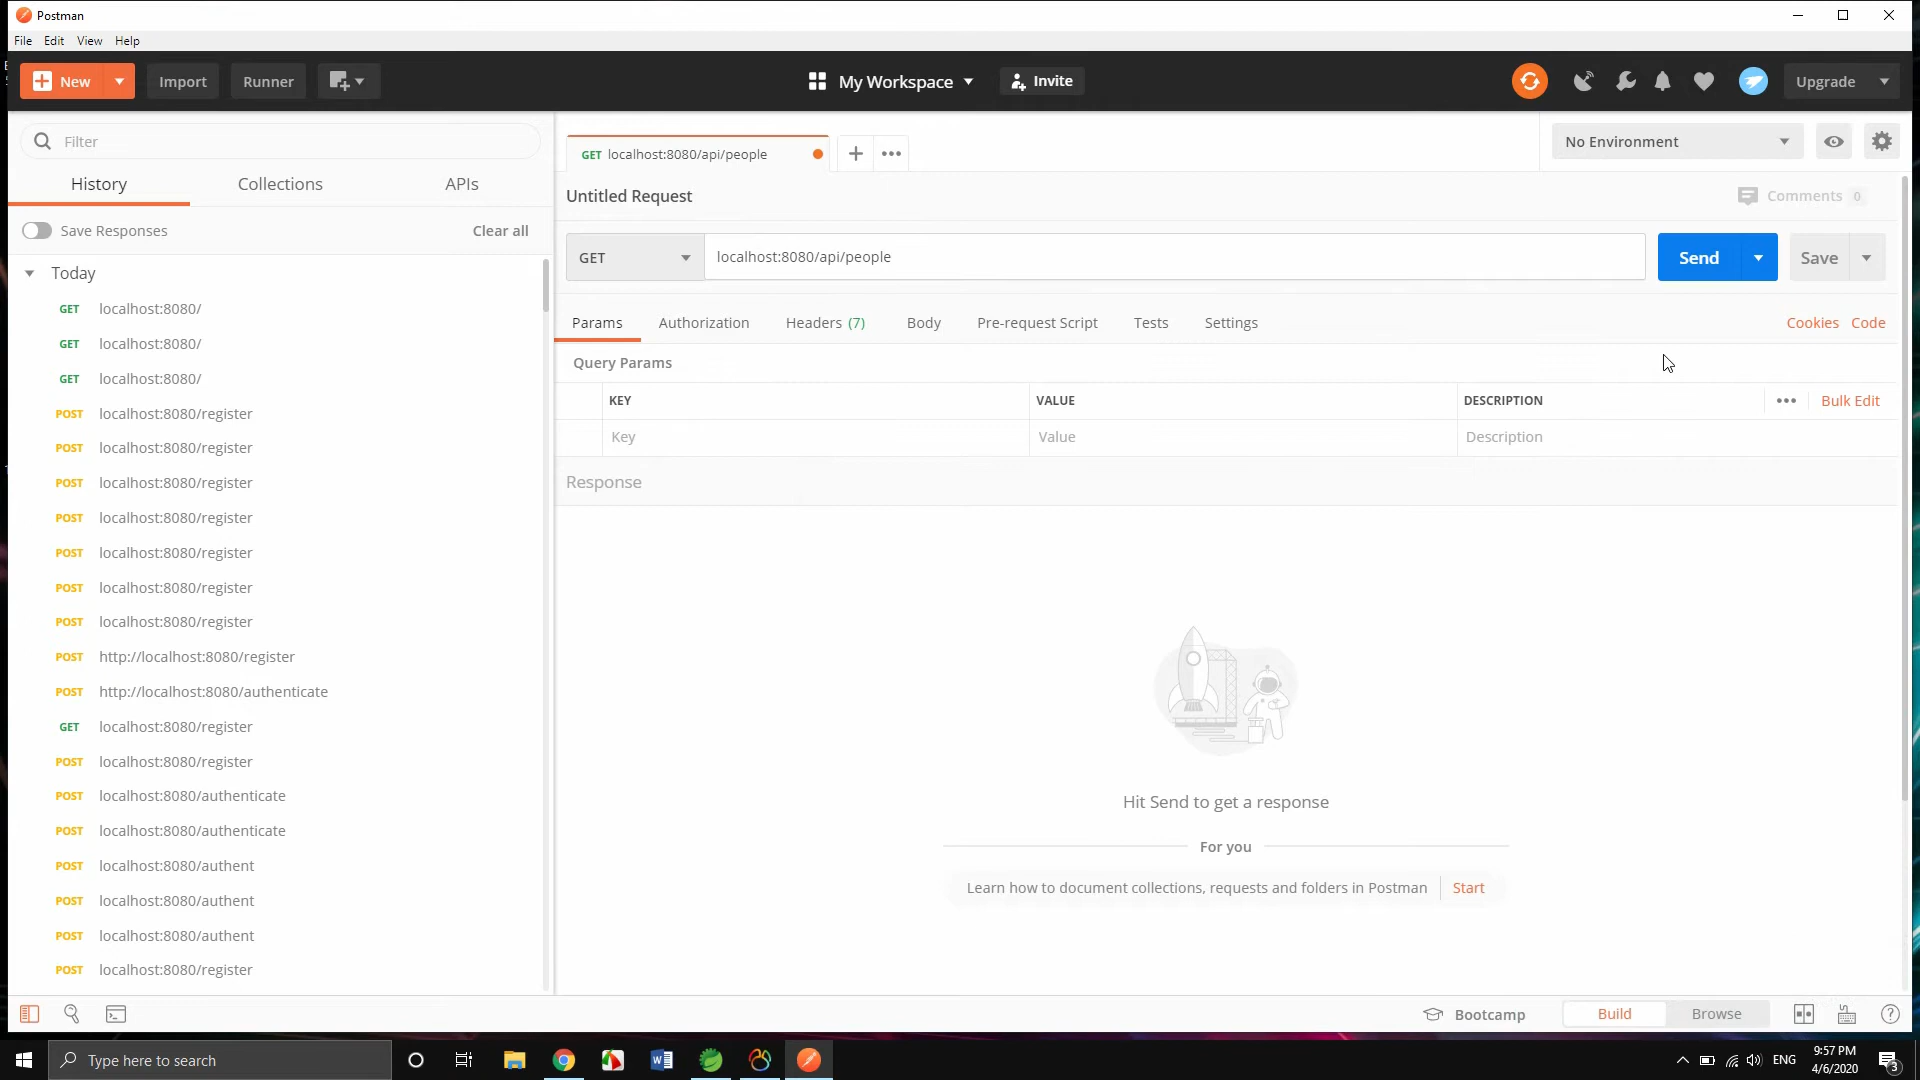 Postman
File Edit View Help
New Import Runner My Workspace Invite Upgrade
Filter
History Collections APIs
Save Responses Clear all
Today
GET localhost:8080/
GET localhost:8080/
GET localhost:8080/
POST localhost:8080/register
POST localhost:8080/register
POST localhost:8080/register
POST localhost:8080/register
POST localhost:8080/register
POST localhost:8080/register
POST localhost:8080/register
POST http://localhost:8080/register
POST http://localhost:8080/authenticate
GET localhost:8080/register
POST localhost:8080/register
POST localhost:8080/authenticate
POST localhost:8080/authenticate
POST localhost:8080/authent
POST localhost:8080/authent
POST localhost:8080/authent
POST localhost:8080/register
GET localhost:8080/api/people
No Environment
Untitled Request
Comments 0
GET localhost:8080/api/people Send Save
Params Authorization Headers (7) Body Pre-request Script Tests Settings Cookies Code
Query Params
KEY VALUE DESCRIPTION Bulk Edit
Key Value Description
Response
Hit Send to get a response
For you
Learn how to document collections, requests and folders in Postman Start
Bootcamp Build Browse
Type here to search
ENG
9:57 PM
4/6/2020
3